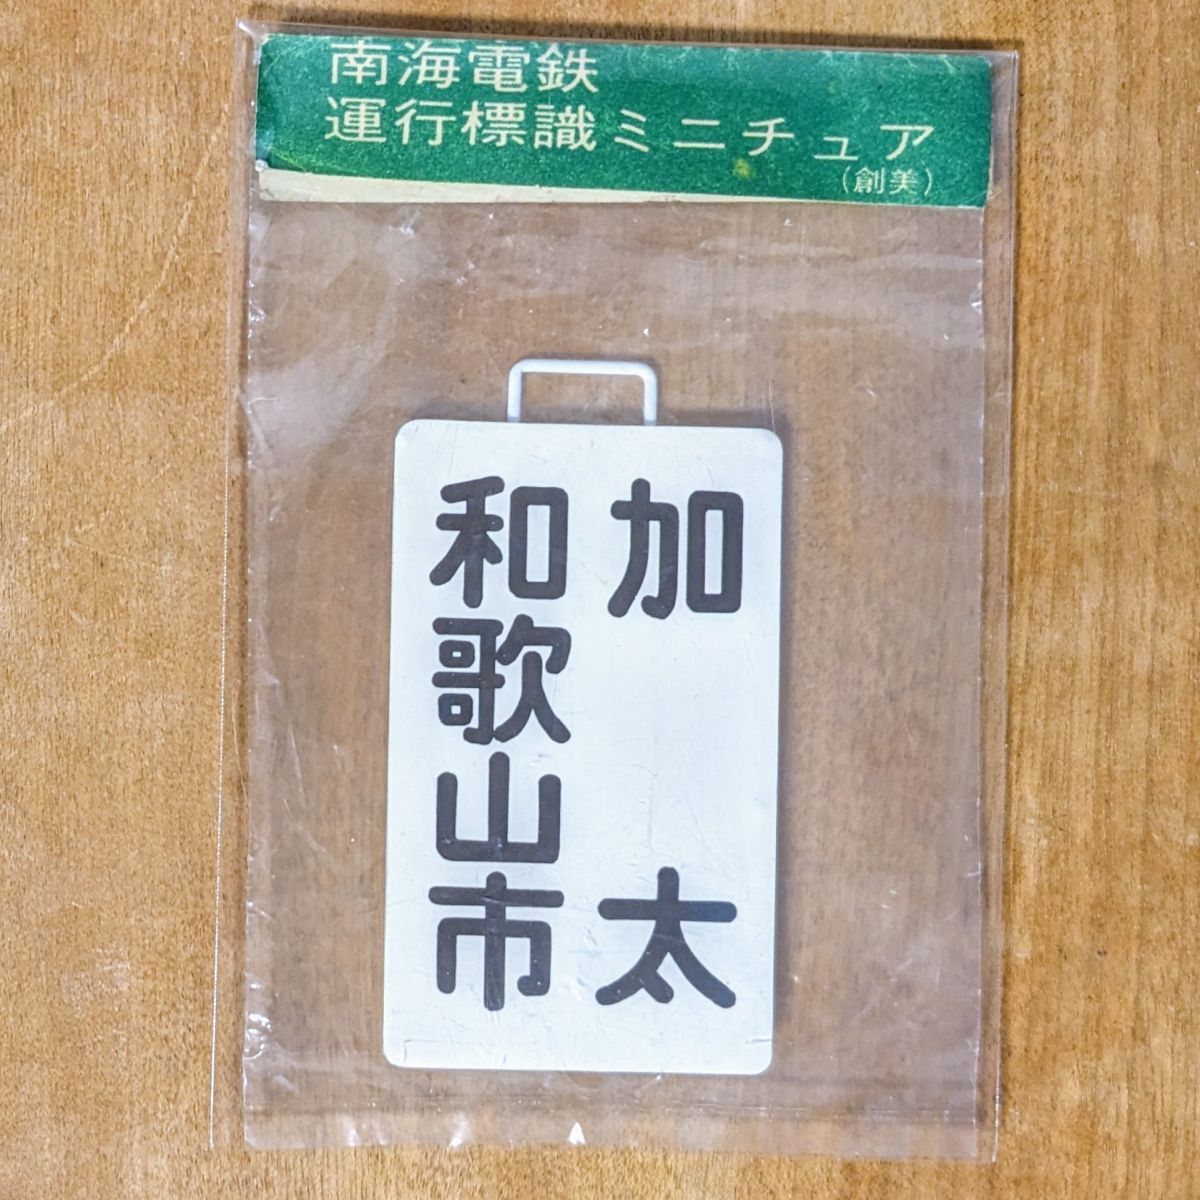 南海電鉄
運行標識ミニチュア
(創美)
加太
和歌山市